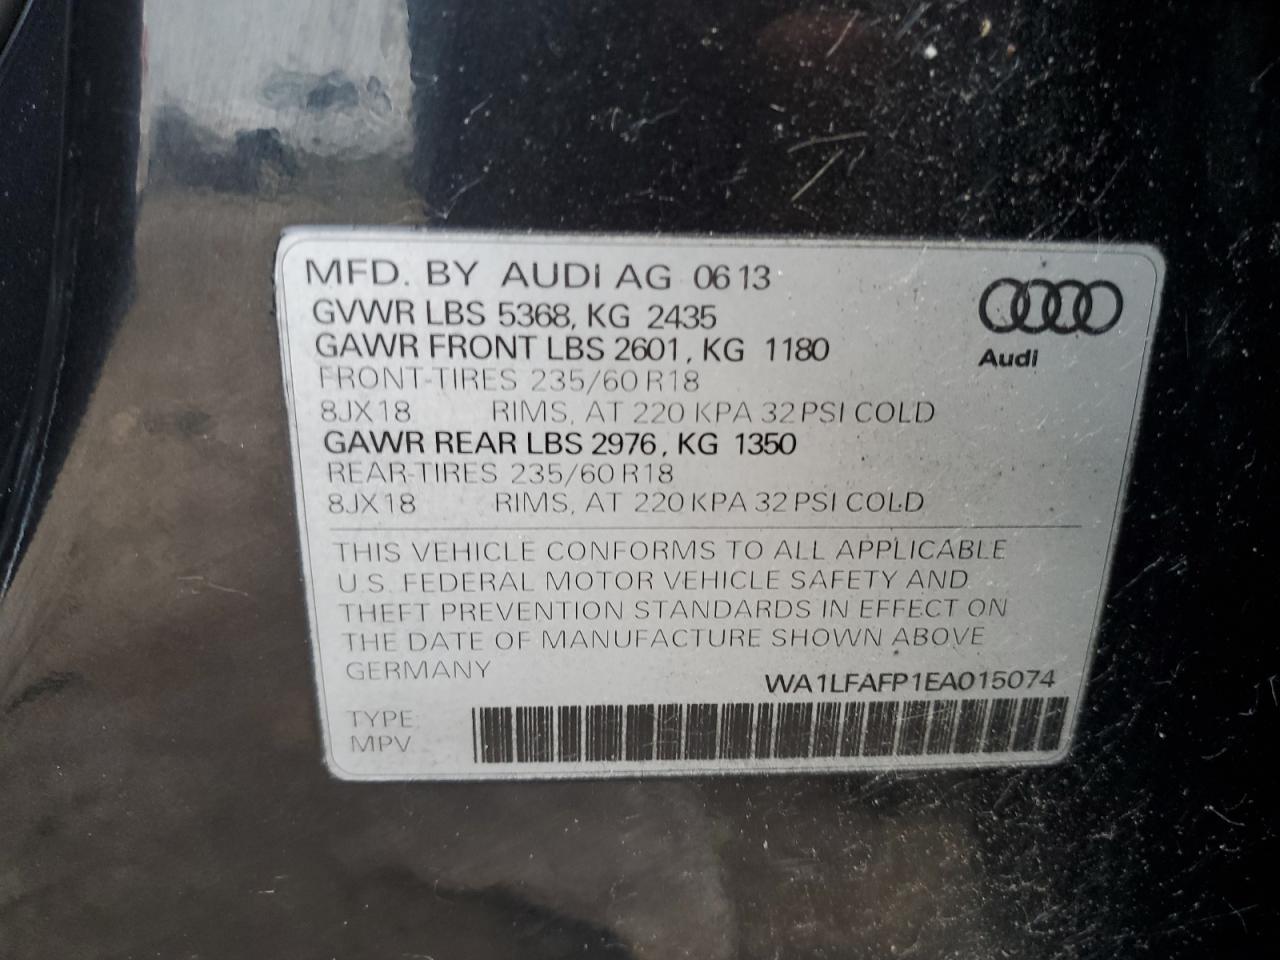 MFD. BY AUDI AG 0613
GVWR LBS 5368, KG 2435
GAWR FRONT LBS 2601, KG 1180
FRONT-TIRES 235/60 R18
8JX18 RIMS, AT 220 KPA 32 PSI COLD
GAWR REAR LBS 2976, KG 1350
REAR-TIRES 235/60 R18
8JX18 RIMS, AT 220 KPA 32 PSI COLD
Audi
THIS VEHICLE CONFORMS TO ALL APPLICABLE
U.S. FEDERAL MOTOR VEHICLE SAFETY AND
THEFT PREVENTION STANDARDS IN EFFECT ON
THE DATE OF MANUFACTURE SHOWN ABOVE
GERMANY
WA1LFAFP1EA015074
TYPE:
MPV